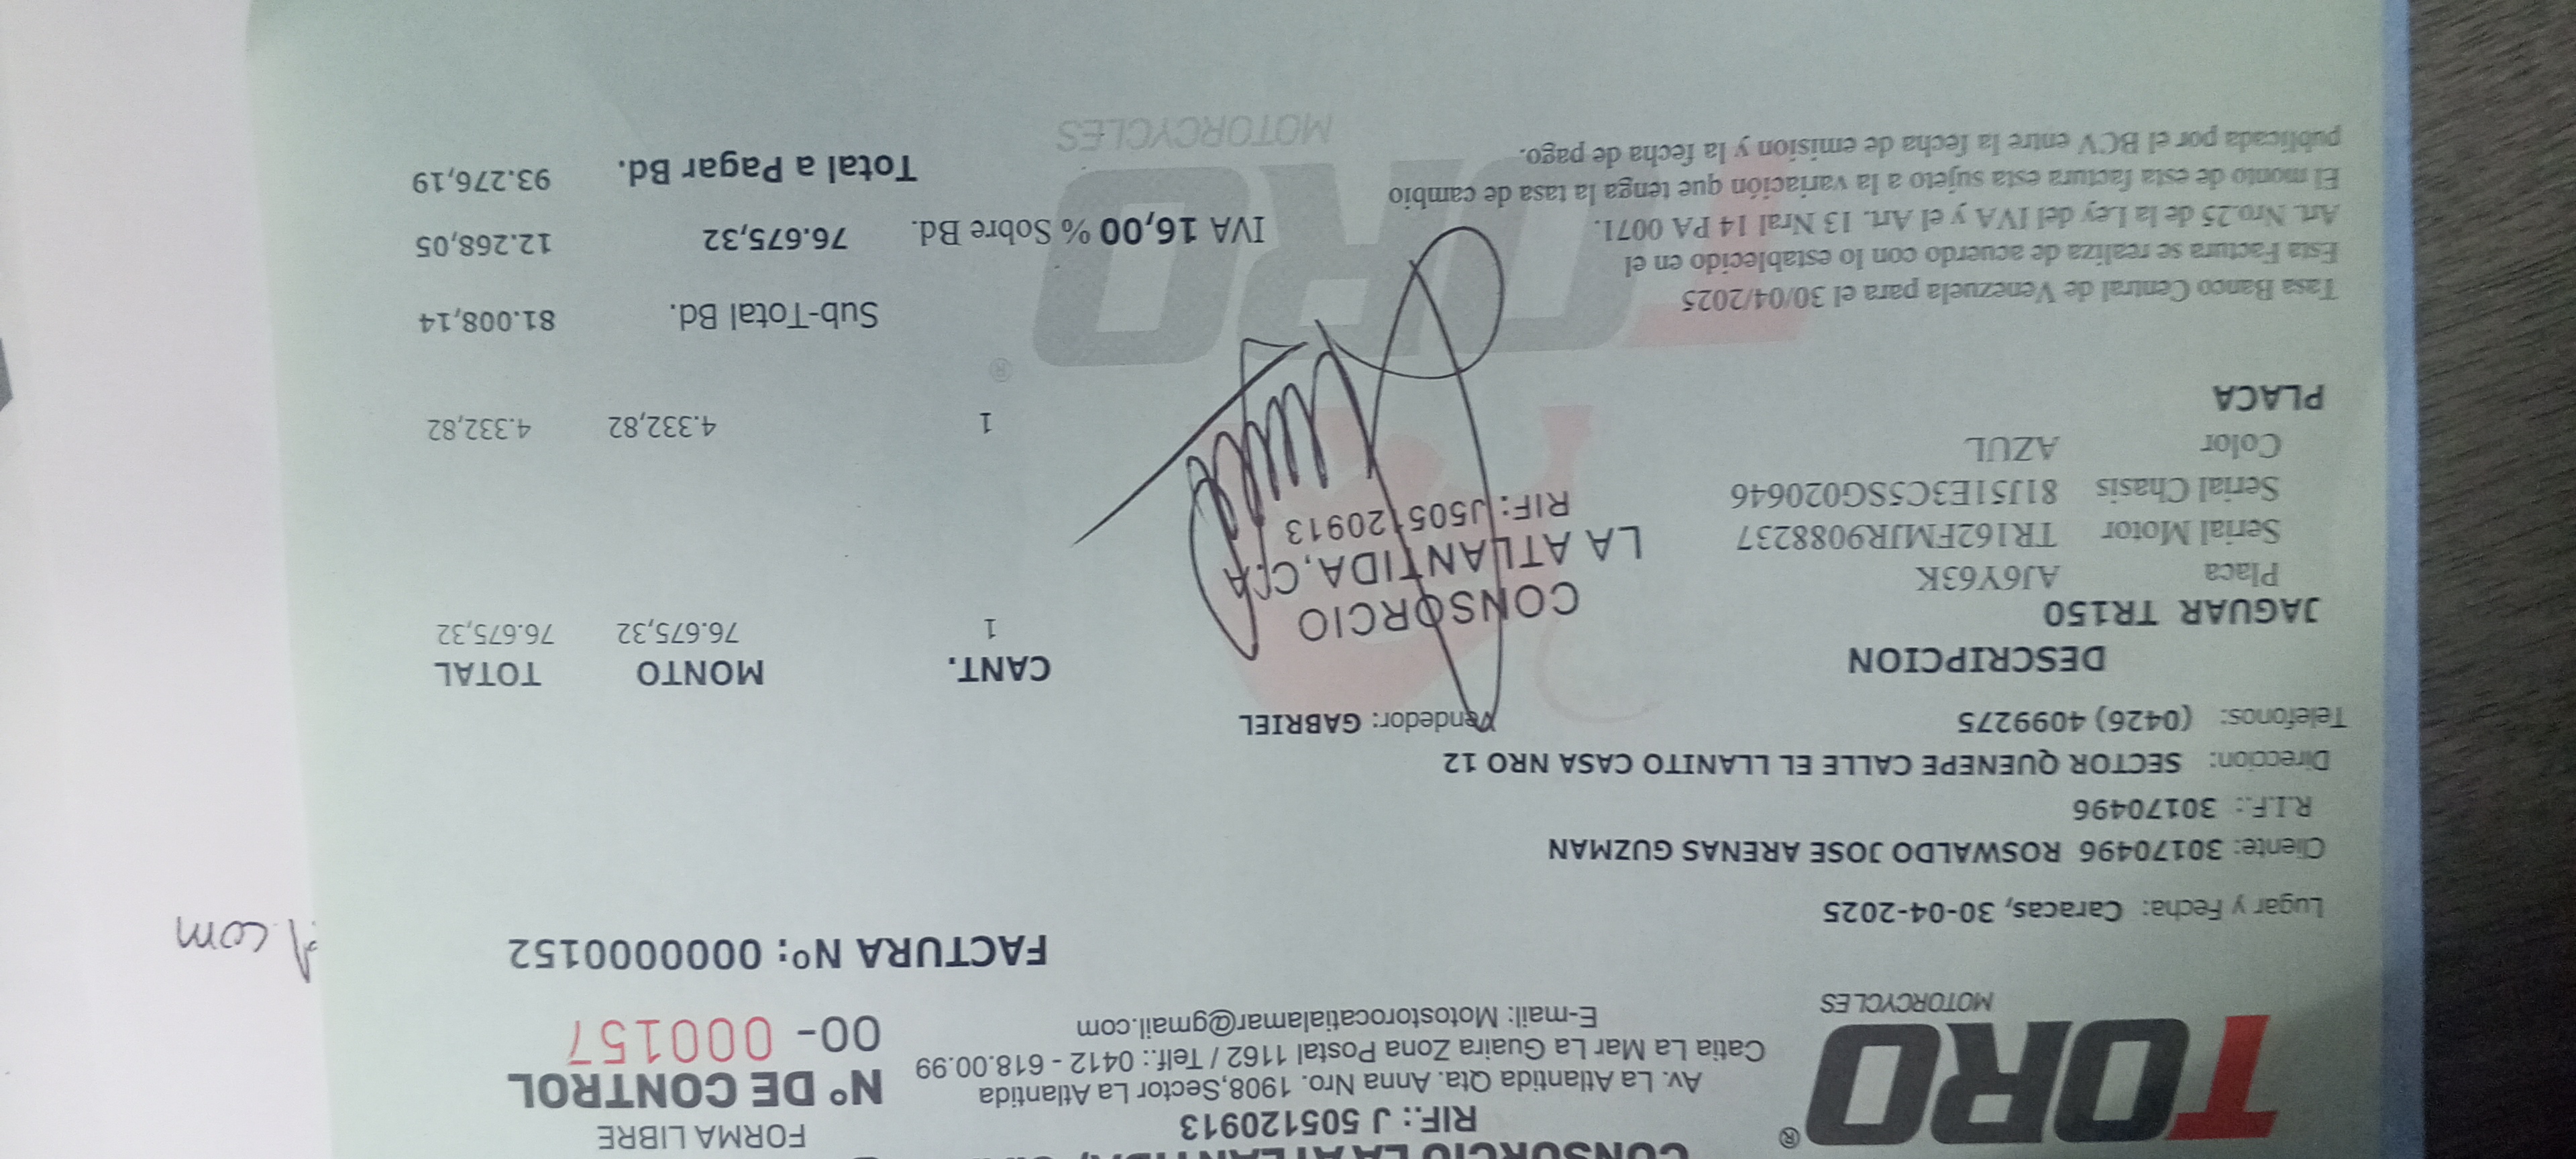 CONSORCIO LA ATLANTIDA,
RIF.: J 505120913
Av. La Atlantida Qta. Anna Nro. 1908,Sector La Atlantida
Catia La Mar La Guaira Zona Postal 1162 / Telf.: 0412 - 618.00.99
E-mail: Motostorocatialamar@gmail.com
TORO®
MOTORCYCLES
FORMA LIBRE
Nº DE CONTROL
00- 000157
FACTURA Nº: 0000000152
Lugar y Fecha: Caracas, 30-04-2025
Cliente: 30170496 ROSWALDO JOSE ARENAS GUZMAN
R.I.F.: 30170496
Direccion: SECTOR QUENEPE CALLE EL LLANITO CASA NRO 12
Telefonos: (0426) 4099275 Vendedor: GABRIEL
DESCRIPCION CANT. MONTO TOTAL
JAGUAR TR150 1 76.675,32 76.675,32
Placa AJ6Y63K
Serial Motor TR162FMJR9088237
Serial Chasis 81J51E3C5SG020646
Color AZUL
PLACA 1 4.332,82 4.332,82
CONSORCIO
LA ATLANTIDA, C.A
RIF: J505120913
Tasa Banco Central de Venezuela para el 30/04/2025
Esta Factura se realiza de acuerdo con lo establecido en el
Art. Nro.25 de la Ley del IVA y el Art. 13 Nral 14 PA 0071.
El monto de esta factura esta sujeto a la variación que tenga la tasa de cambio
publicada por el BCV entre la fecha de emision y la fecha de pago.
Sub-Total Bd. 81.008,14
IVA 16,00 % Sobre Bd. 76.675,32 12.268,05
Total a Pagar Bd. 93.276,19
TORO®
MOTORCYCLES
.com